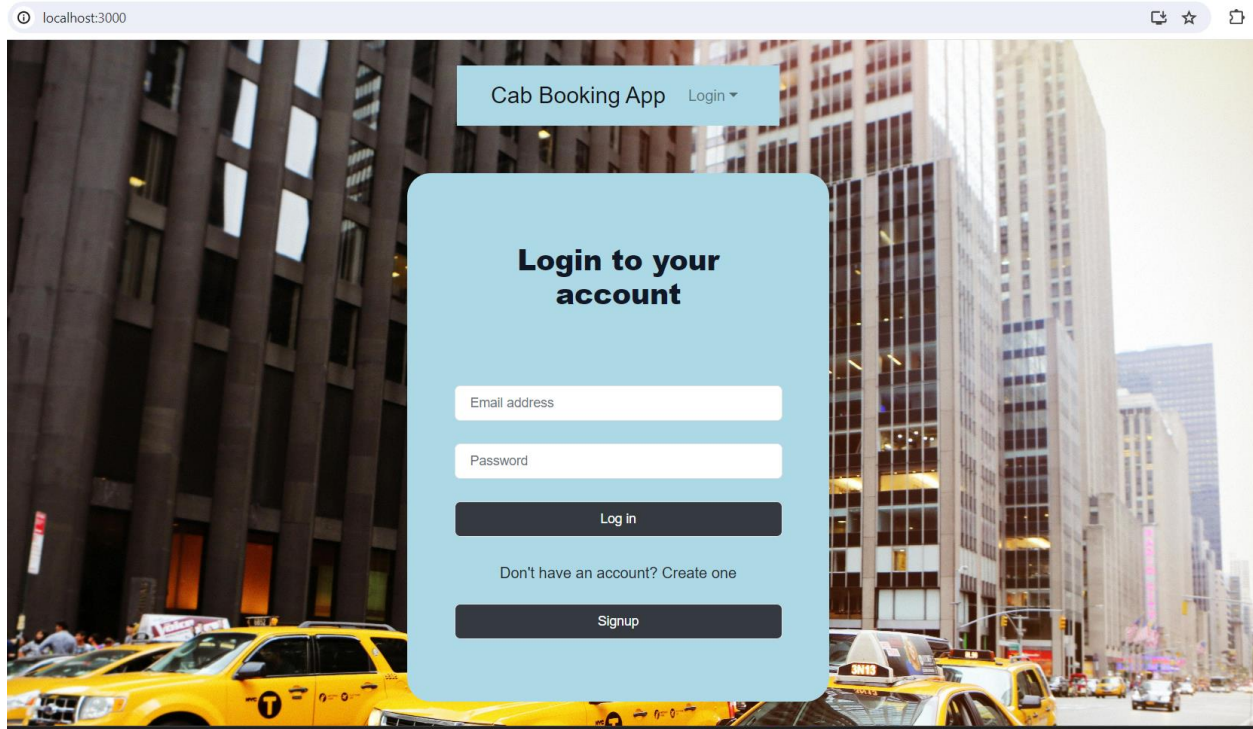 localhost:3000
Cab Booking App Login
Login to your
account
Email address
Password
Log in
Don't have an account? Create one
Signup
3N13
T
T